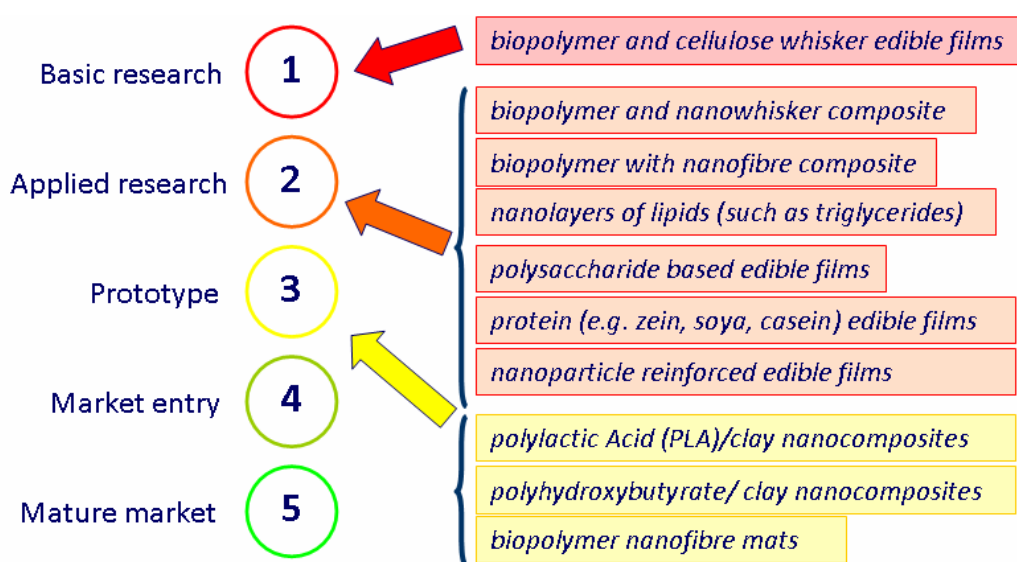 Basic research
1
biopolymer and cellulose whisker edible films
Applied research
2
biopolymer and nanowhisker composite
biopolymer with nanofibre composite
nanolayers of lipids (such as triglycerides)
polysaccharide based edible films
protein (e.g. zein, soya, casein) edible films
nanoparticle reinforced edible films
Prototype
3
polylactic Acid (PLA)/clay nanocomposites
polyhydroxybutyrate/ clay nanocomposites
biopolymer nanofibre mats
Market entry
4
Mature market
5